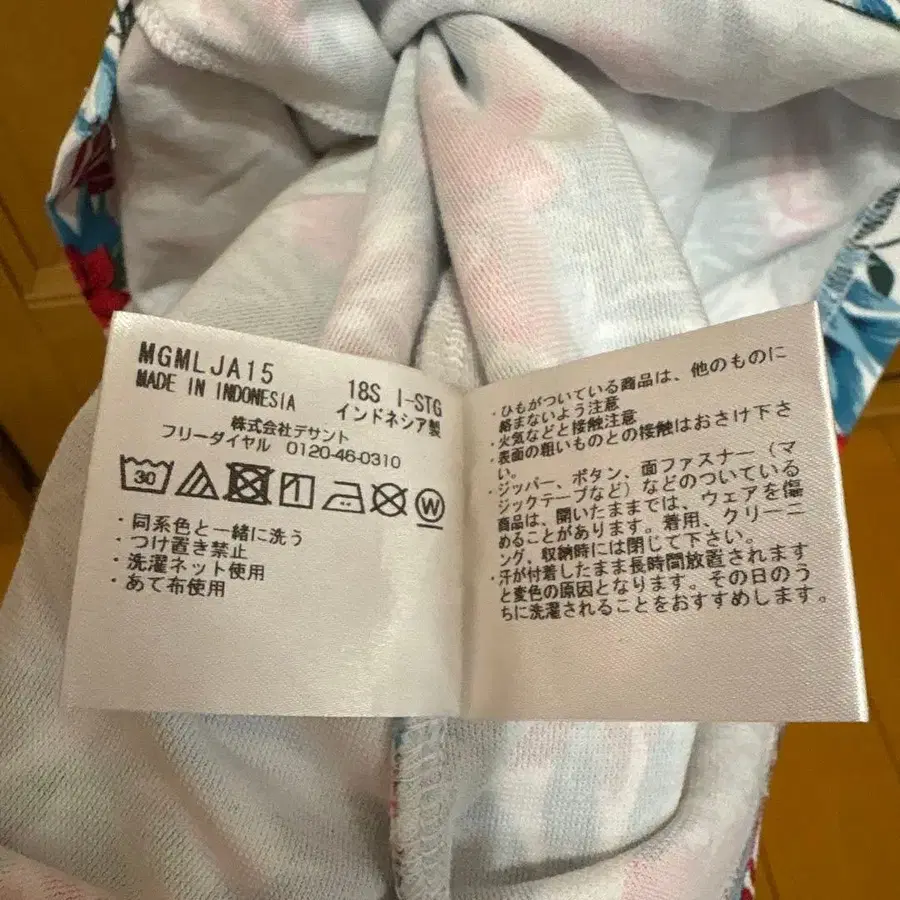 MGMLJA15
18S I-STG
MADE IN INDONESIA
インドネシア製
株式会社デサント
フリーダイヤル 0120-46-0310
30
W
・同系色と一緒に洗う
・つけ置き禁止
・洗濯ネット使用
・あて布使用
・ひもがついている商品は、他のものに
絡まないよう注意
・火気などと接触注意
・表面の粗いものとの接触はおさけ下さ
い。
・ジッパー、ボタン、面ファスナー（マ
ジックテープなど）などのついている
商品は、開いたままでは、ウェアを傷
めることがあります。着用、クリーニ
ング、収納時には閉じて下さい。
・汗が付着したまま長時間放置されます
と変色の原因となります。その日のう
ちに洗濯されることをおすすめします。